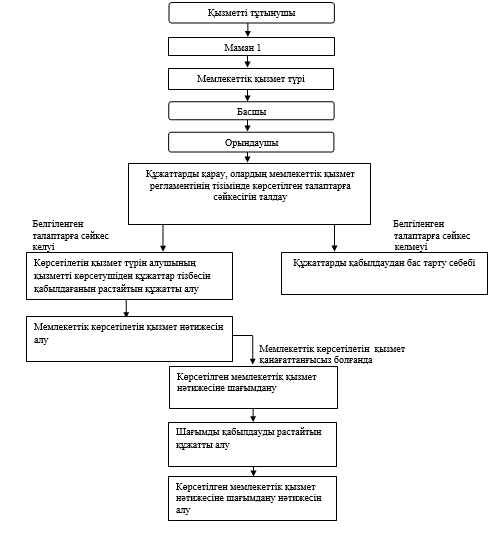 Қызметті тұтынушы
Маман 1
Мемлекеттік қызмет түрі
Басшы
Орындаушы
Құжаттарды қарау, олардың мемлекеттік қызмет
регламентінің тізімінде көрсетілген талаптарға
сәйкесігін талдау
Белгіленген
талаптарға сәйкес
келуі
Белгіленген
талаптарға сәйкес
келмеуі
Көрсетілетін қызмет түрін алушының
қызметті көрсетушіден құжаттар тізбесін
қабылдағанын растайтын құжатты алу
Құжаттарды қабылдаудан бас тарту себебі
Мемлекеттік көрсетілетін қызмет нәтижесін
алу
Мемлекеттік көрсетілетін қызмет
қанағаттанғысыз болғанда
Көрсетілген мемлекеттік қызмет
нәтижесіне шағымдану
Шағымды қабылдауды растайтын
құжатты алу
Көрсетілген мемлекеттік қызмет
нәтижесіне шағымдану нәтижесін
алу